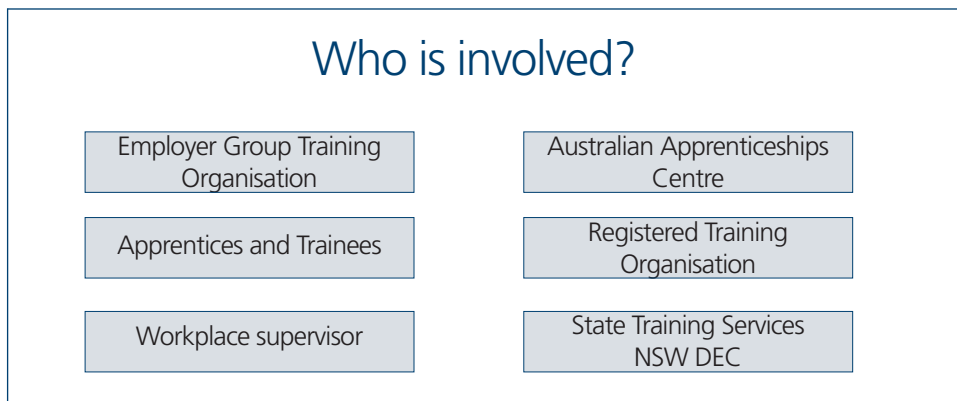 Who is involved?
Employer Group Training
Organisation
Australian Apprenticeships
Centre
Apprentices and Trainees
Registered Training
Organisation
Workplace supervisor
State Training Services
NSW DEC